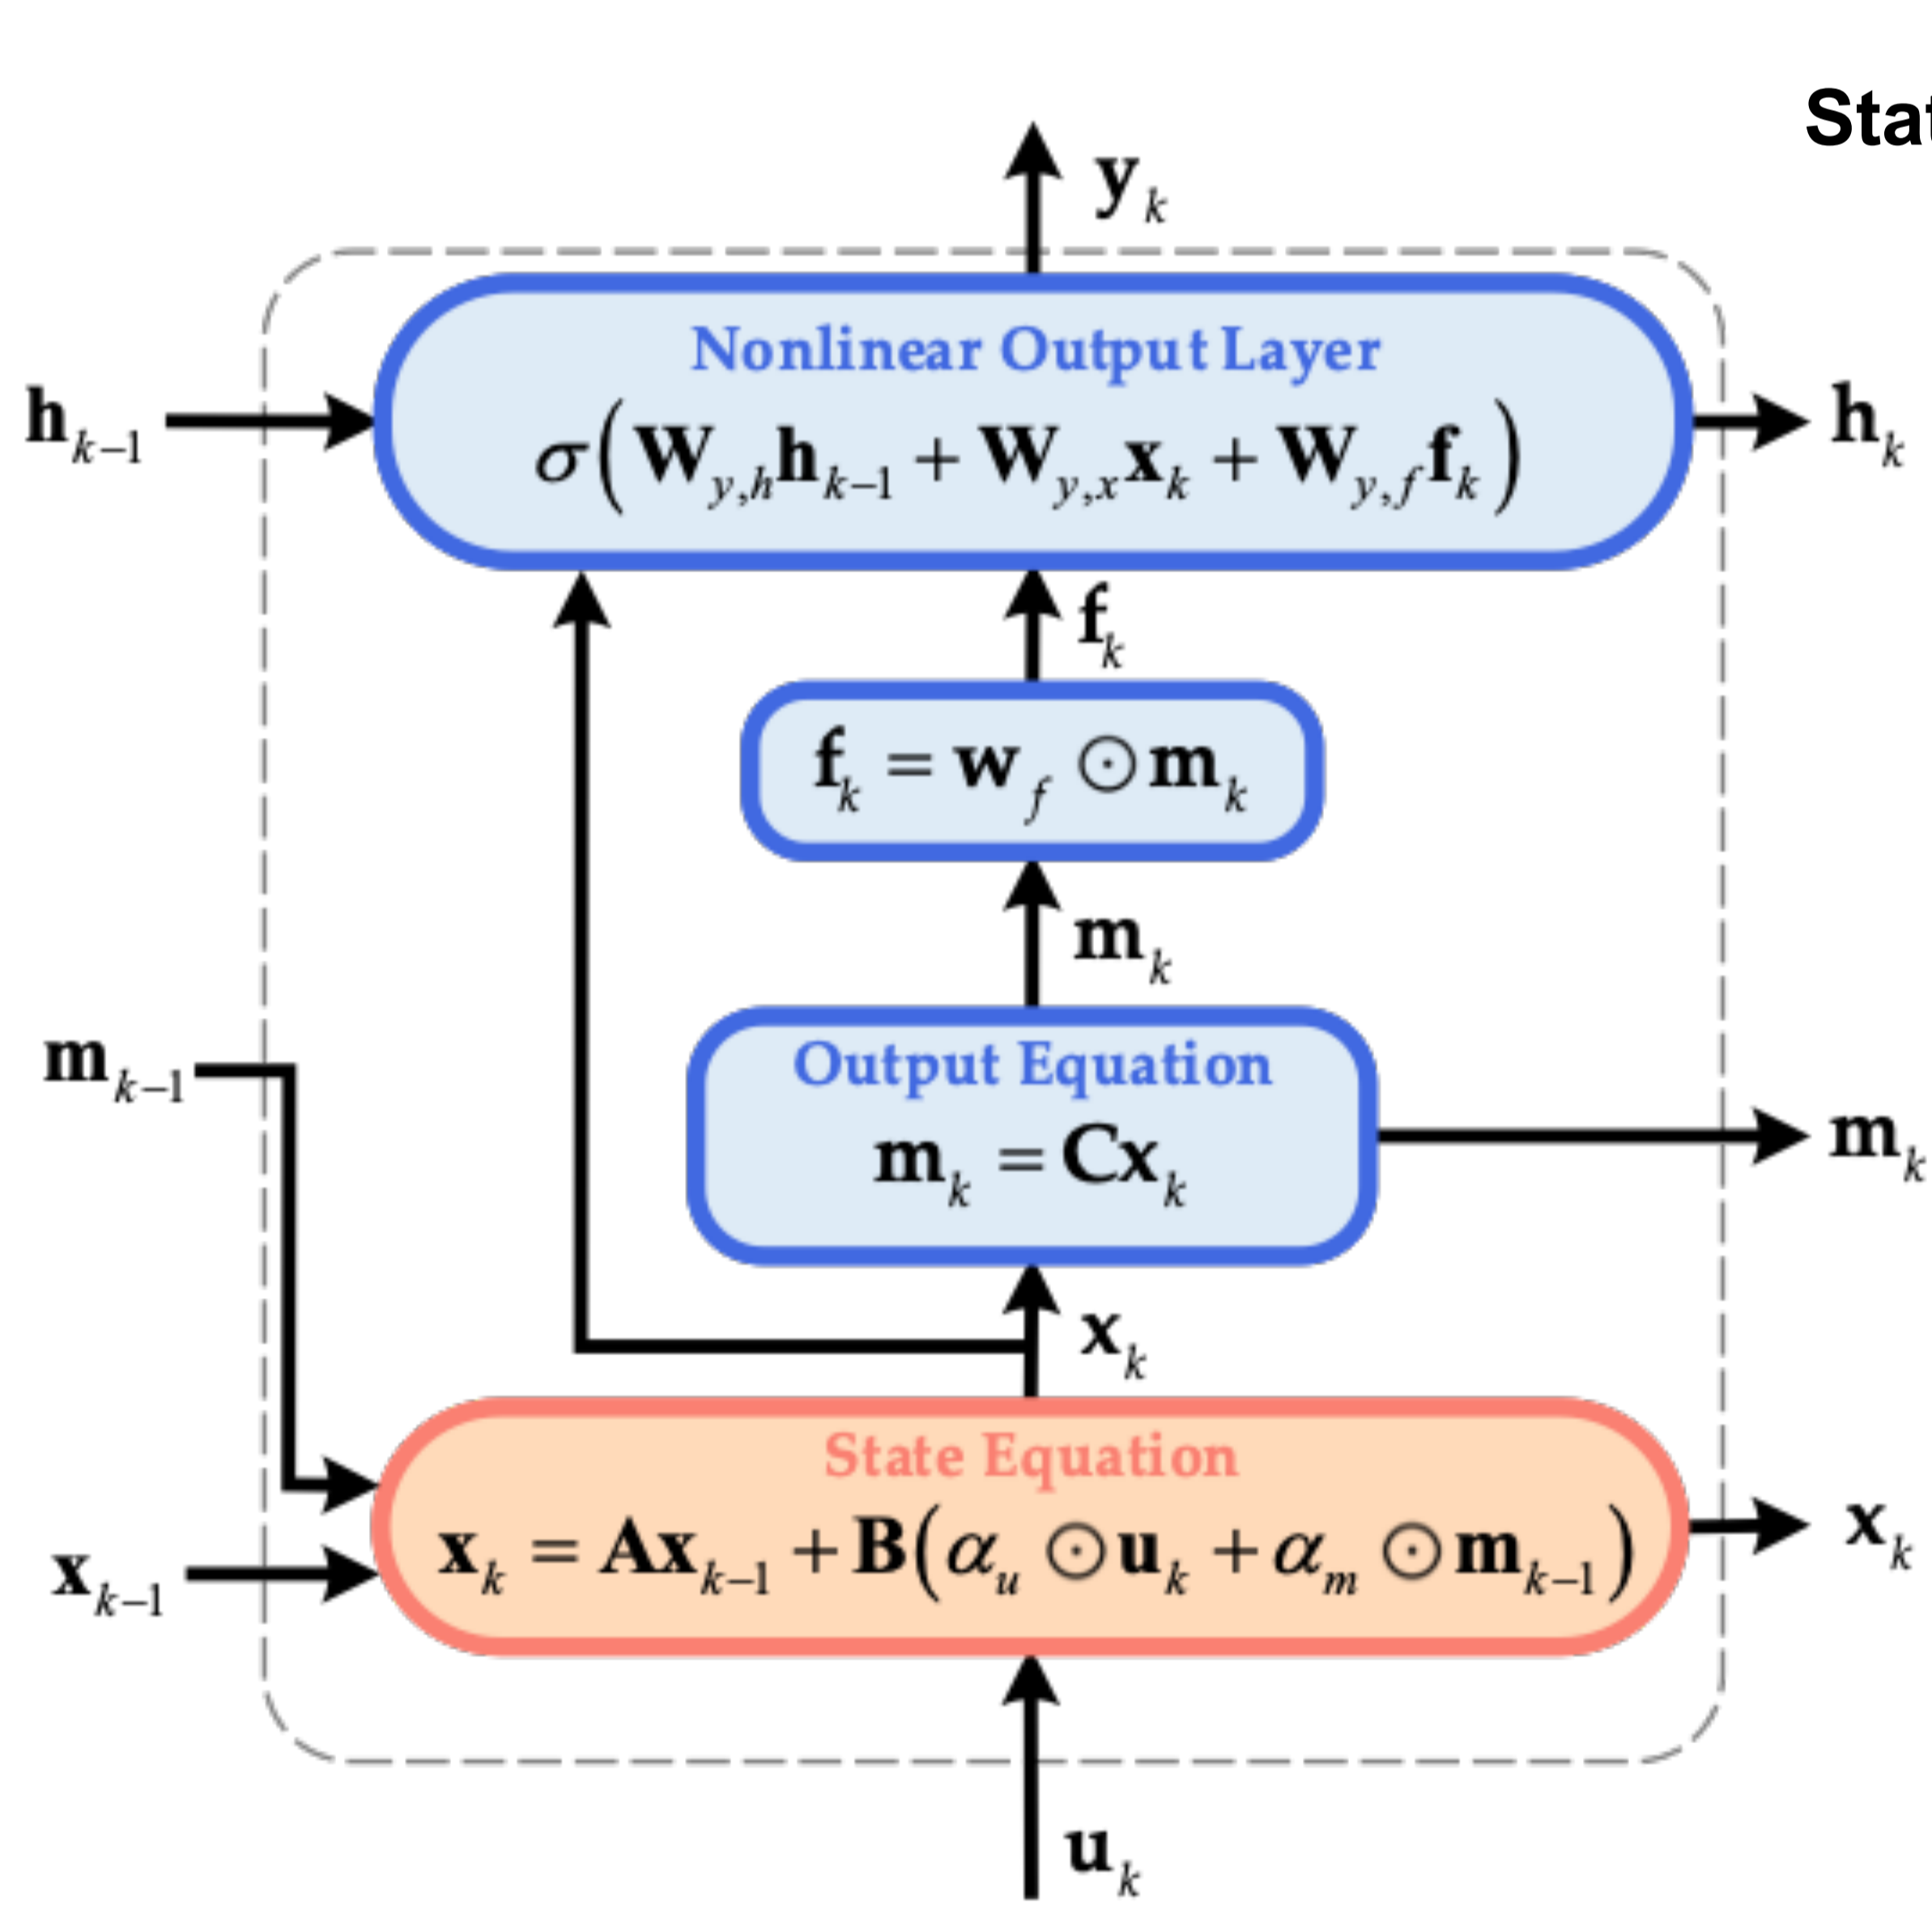 Stat
y_k
Nonlinear Output Layer
h_{k-1}
σ(W_{y,h}h_{k-1} + W_{y,x}x_k + W_{y,f}f_k)
h_k
f_k
f_k = w_f ⊙ m_k
m_k
m_{k-1}
Output Equation
m_k = Cx_k
m_k
x_k
State Equation
x_k = Ax_{k-1} + B(α_u ⊙ u_k + α_m ⊙ m_{k-1})
x_k
x_{k-1}
u_k